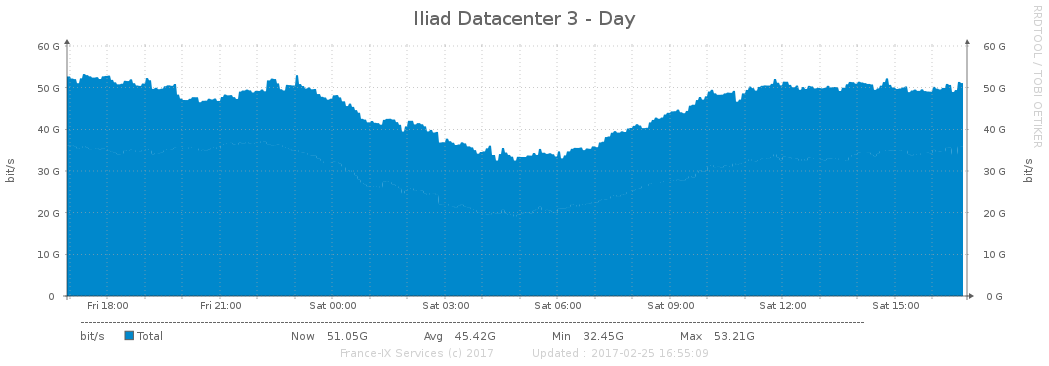 Iliad Datacenter 3 - Day
RRDTOOL / TOBI OETIKER
60 G 60 G
50 G 50 G
40 G 40 G
30 G 30 G
20 G 20 G
10 G 10 G
0 0 G
bit/s bit/s
Fri 18:00 Fri 21:00 Sat 00:00 Sat 03:00 Sat 06:00 Sat 09:00 Sat 12:00 Sat 15:00
bit/s Total Now 51.05G Avg 45.42G Min 32.45G Max 53.21G
France-IX Services (c) 2017 Updated : 2017-02-25 16:55:09